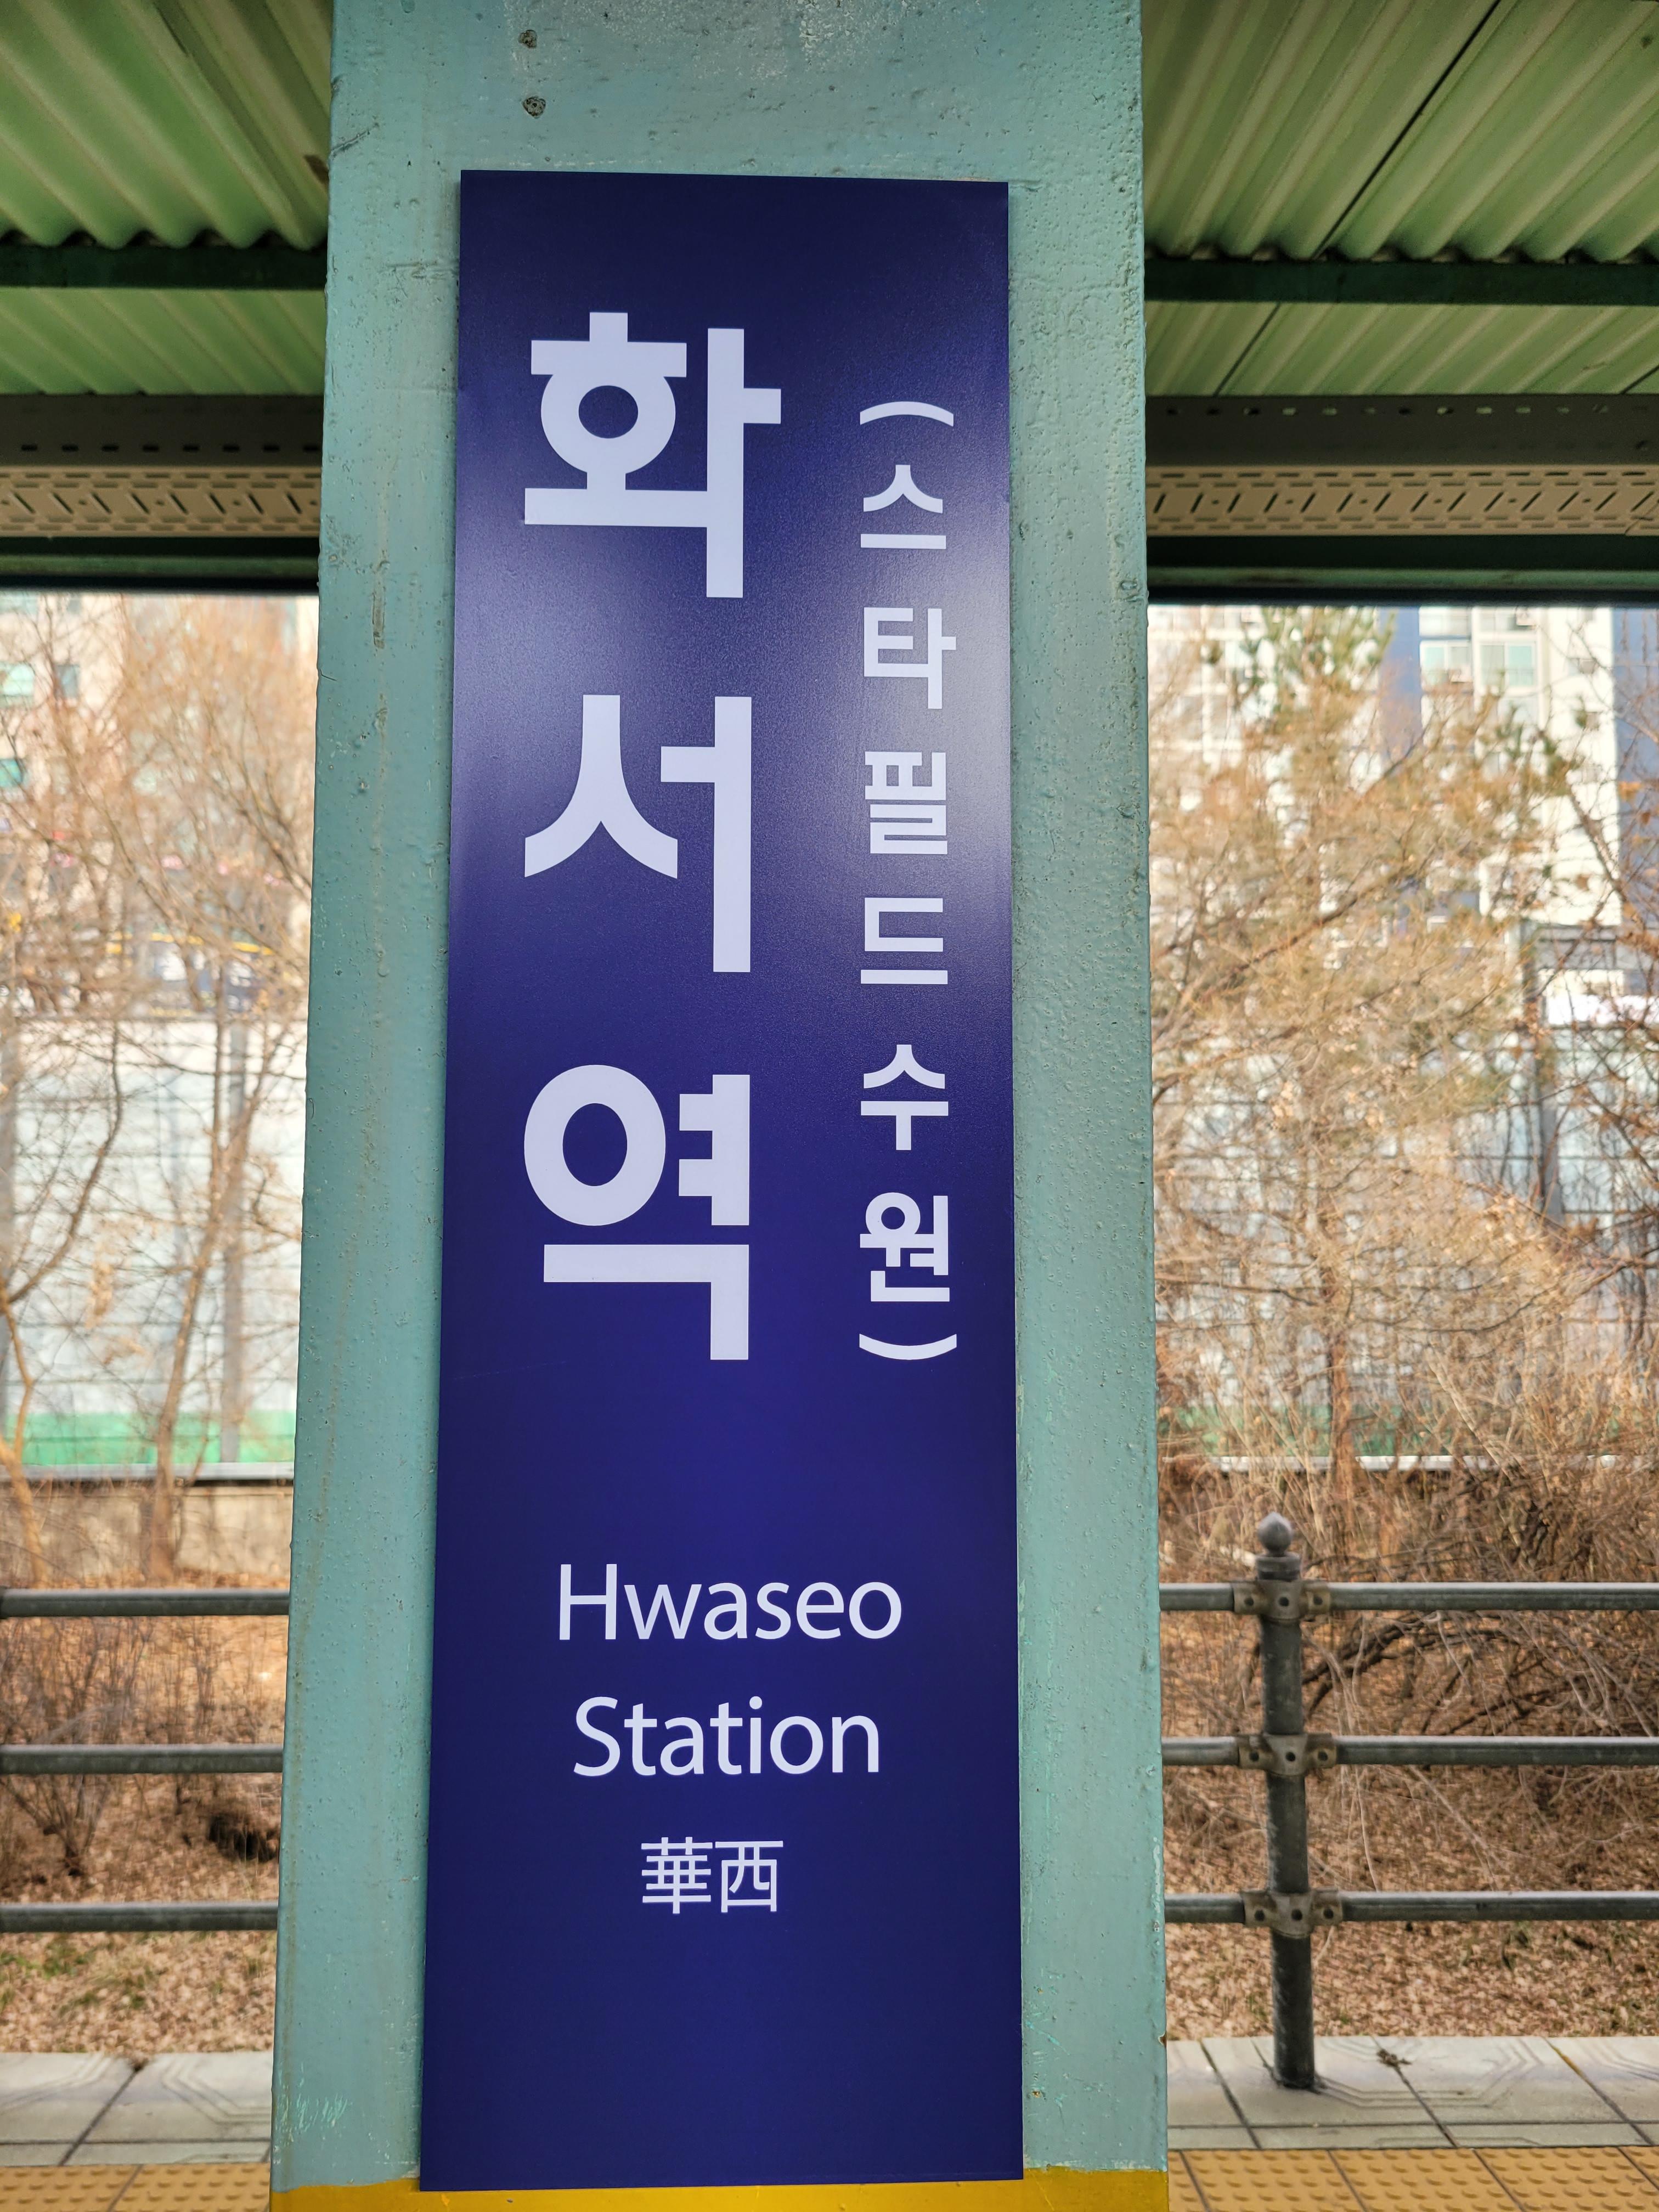 화서역
(스타필드수원)
Hwaseo
Station
華西